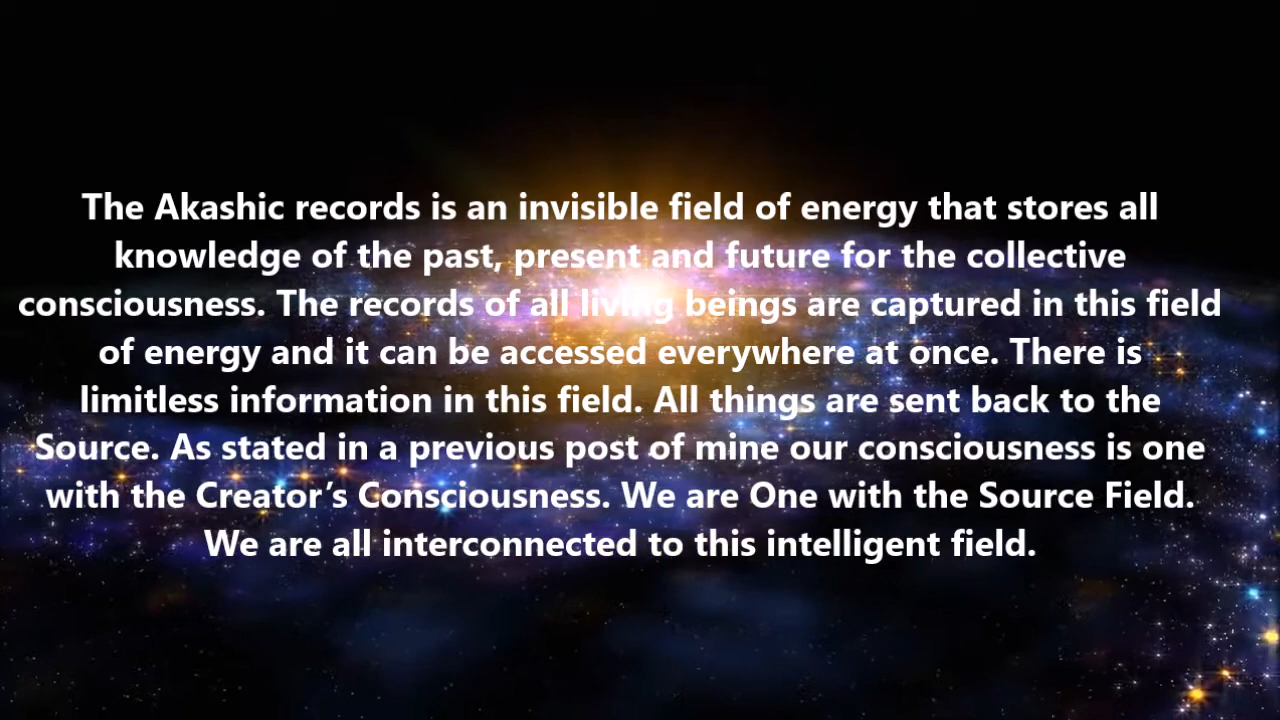 The Akashic records is an invisible field of energy that stores all
knowledge of the past, present and future for the collective
consciousness. The records of all living beings are captured in this field
of energy and it can be accessed everywhere at once. There is
limitless information in this field. All things are sent back to the
Source. As stated in a previous post of mine our consciousness is one
with the Creator’s Consciousness. We are One with the Source Field.
We are all interconnected to this intelligent field.